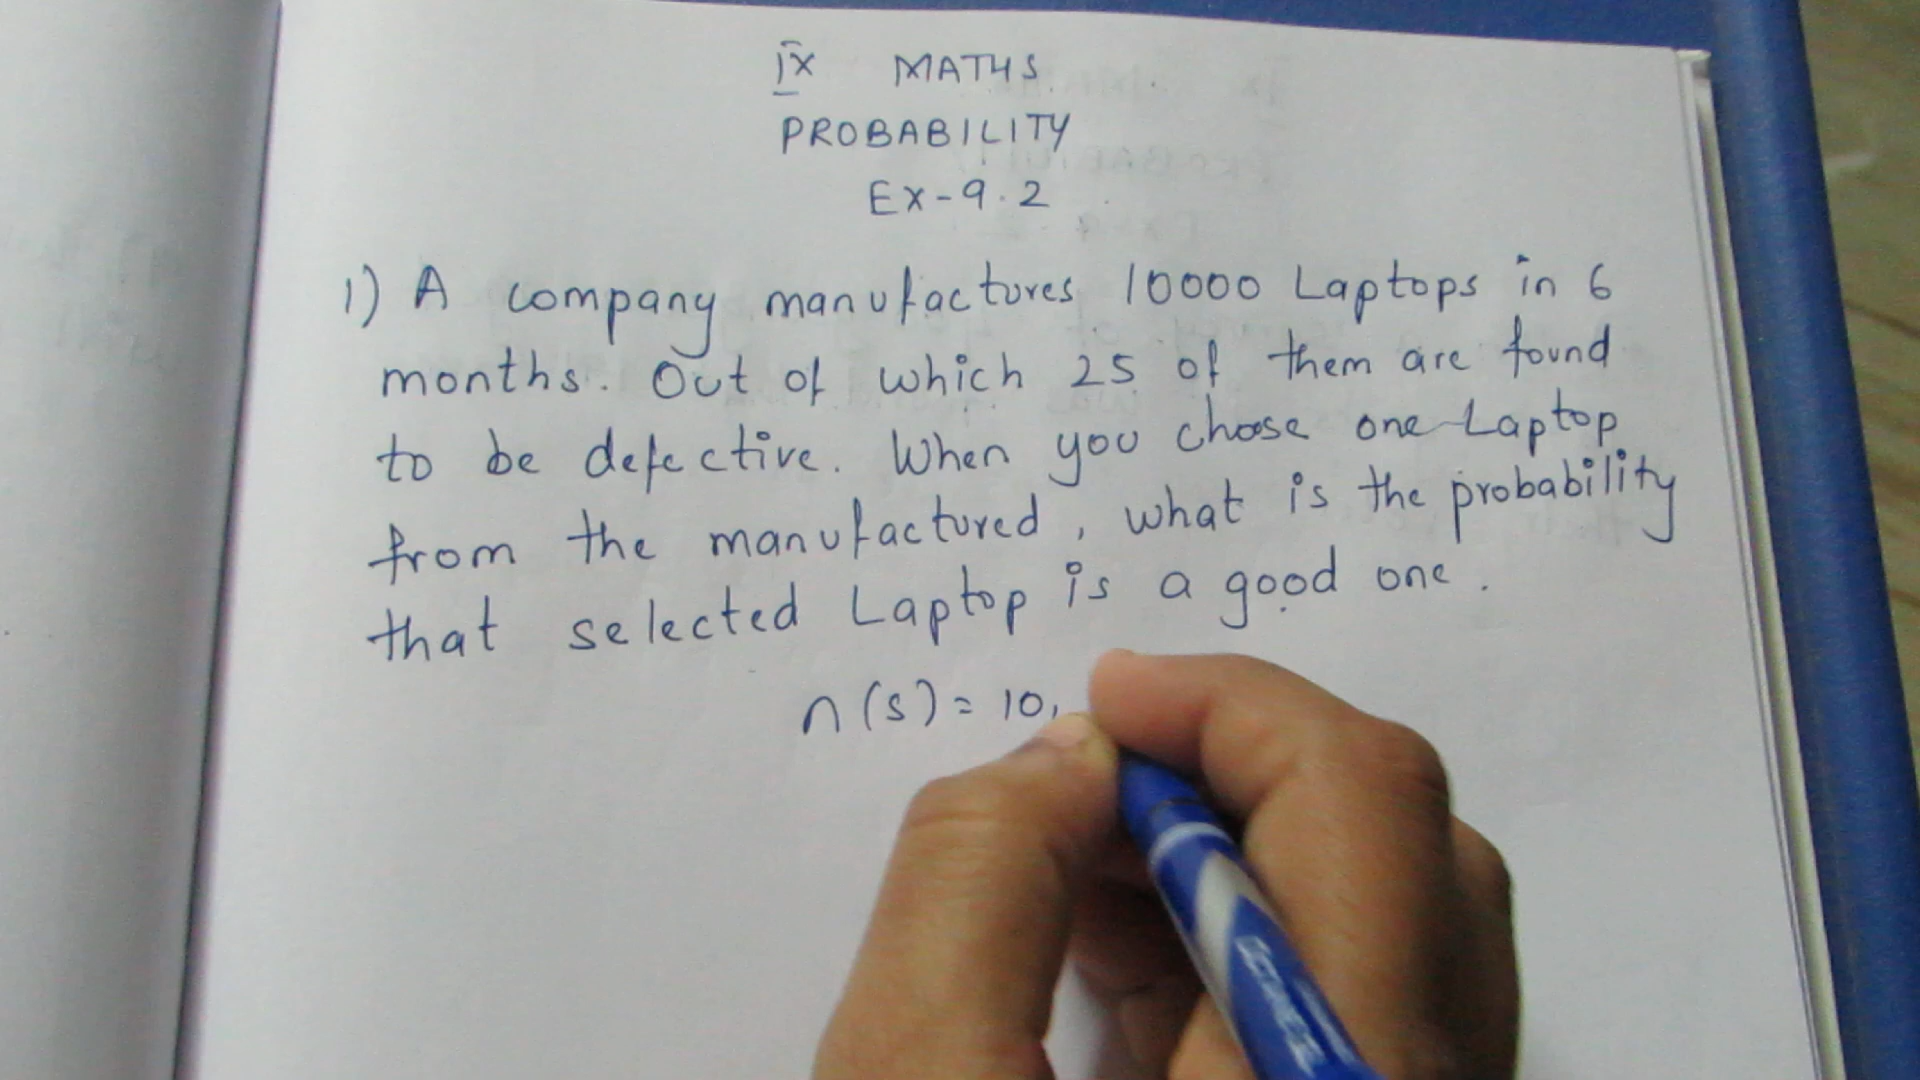 IX MATHS
PROBABILITY
EX-9.2
1) A company manufactures 10000 Laptops in 6
months. Out of which 25 of them are found
to be defective. When you choose one Laptop
from the manufactured, what is the probability
that selected Laptop is a good one.
n(s) = 10,